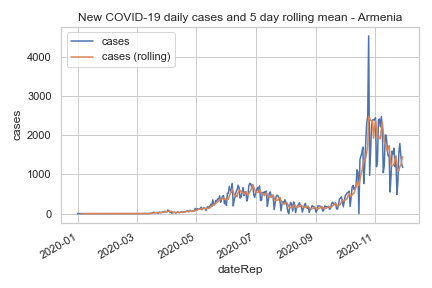 New COVID-19 daily cases and 5 day rolling mean - Armenia
cases
cases (rolling)
4000
3000
2000
1000
0
cases
2020-01
2020-03
2020-05
2020-07
2020-09
2020-11
dateRep